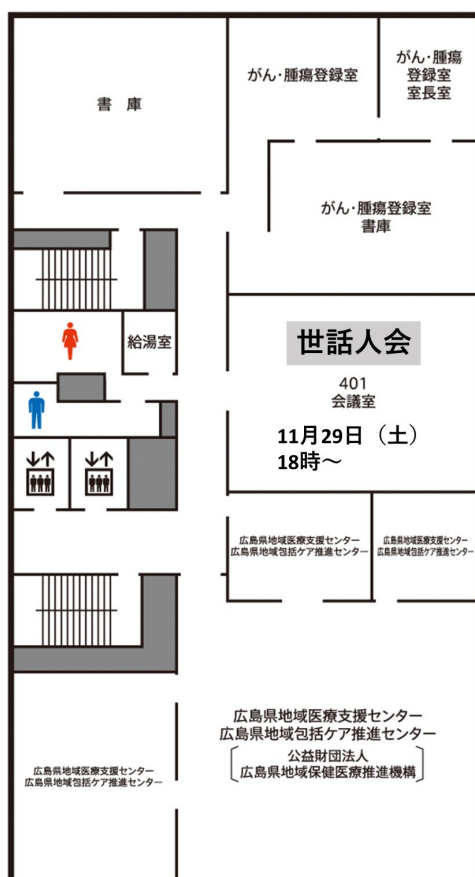 書 庫
がん・腫瘍登録室
がん・腫瘍
登録室
室長室
がん・腫瘍登録室
書庫
給湯室
世話人会
401
会議室
11月29日（土）
18時～
広島県地域医療支援センター
広島県地域包括ケア推進センター
広島県地域医療支援センター
広島県地域包括ケア推進センター
広島県地域医療支援センター
広島県地域包括ケア推進センター
公益財団法人
広島県地域保健医療推進機構
広島県地域医療支援センター
広島県地域包括ケア推進センター